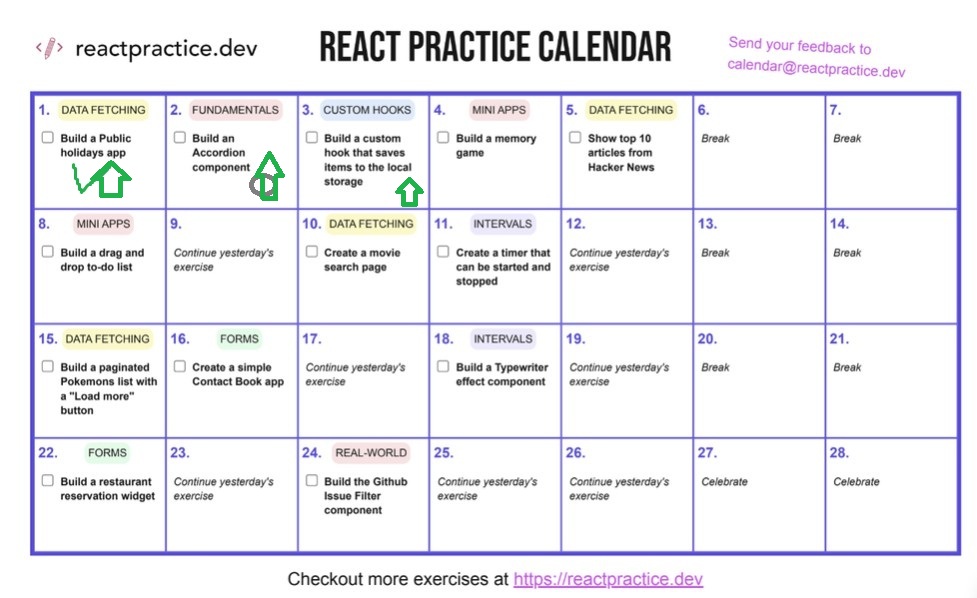 reactpractice.dev
REACT PRACTICE CALENDAR
Send your feedback to
calendar@reactpractice.dev
1. DATA FETCHING
Build a Public
holidays app
2. FUNDAMENTALS
Build an
Accordion
component
3. CUSTOM HOOKS
Build a custom
hook that saves
items to the local
storage
4. MINI APPS
Build a memory
game
5. DATA FETCHING
Show top 10
articles from
Hacker News
6.
Break
7.
Break
8. MINI APPS
Build a drag and
drop to-do list
9.
Continue yesterday's
exercise
10. DATA FETCHING
Create a movie
search page
11. INTERVALS
Create a timer that
can be started and
stopped
12.
Continue yesterday's
exercise
13.
Break
14.
Break
15. DATA FETCHING
Build a paginated
Pokemons list with
a "Load more"
button
16. FORMS
Create a simple
Contact Book app
17.
Continue yesterday's
exercise
18. INTERVALS
Build a Typewriter
effect component
19.
Continue yesterday's
exercise
20.
Break
21.
Break
22. FORMS
Build a restaurant
reservation widget
23.
Continue yesterday's
exercise
24. REAL-WORLD
Build the Github
Issue Filter
component
25.
Continue yesterday's
exercise
26.
Continue yesterday's
exercise
27.
Celebrate
28.
Celebrate
Checkout more exercises at https://reactpractice.dev